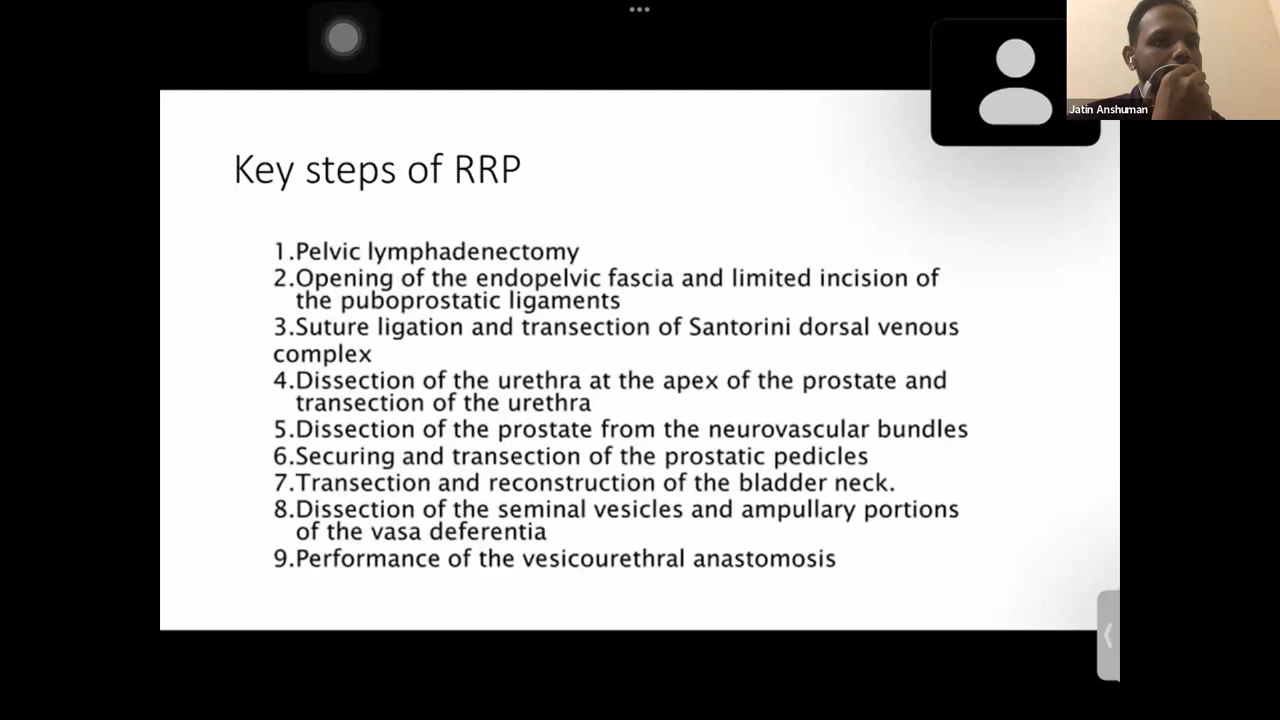 Jatin Anshuman
Key steps of RRP
1.Pelvic lymphadenectomy
2.Opening of the endopelvic fascia and limited incision of
the puboprostatic ligaments
3.Suture ligation and transection of Santorini dorsal venous
complex
4.Dissection of the urethra at the apex of the prostate and
transection of the urethra
5.Dissection of the prostate from the neurovascular bundles
6.Securing and transection of the prostatic pedicles
7.Transection and reconstruction of the bladder neck.
8.Dissection of the seminal vesicles and ampullary portions
of the vasa deferentia
9.Performance of the vesicourethral anastomosis